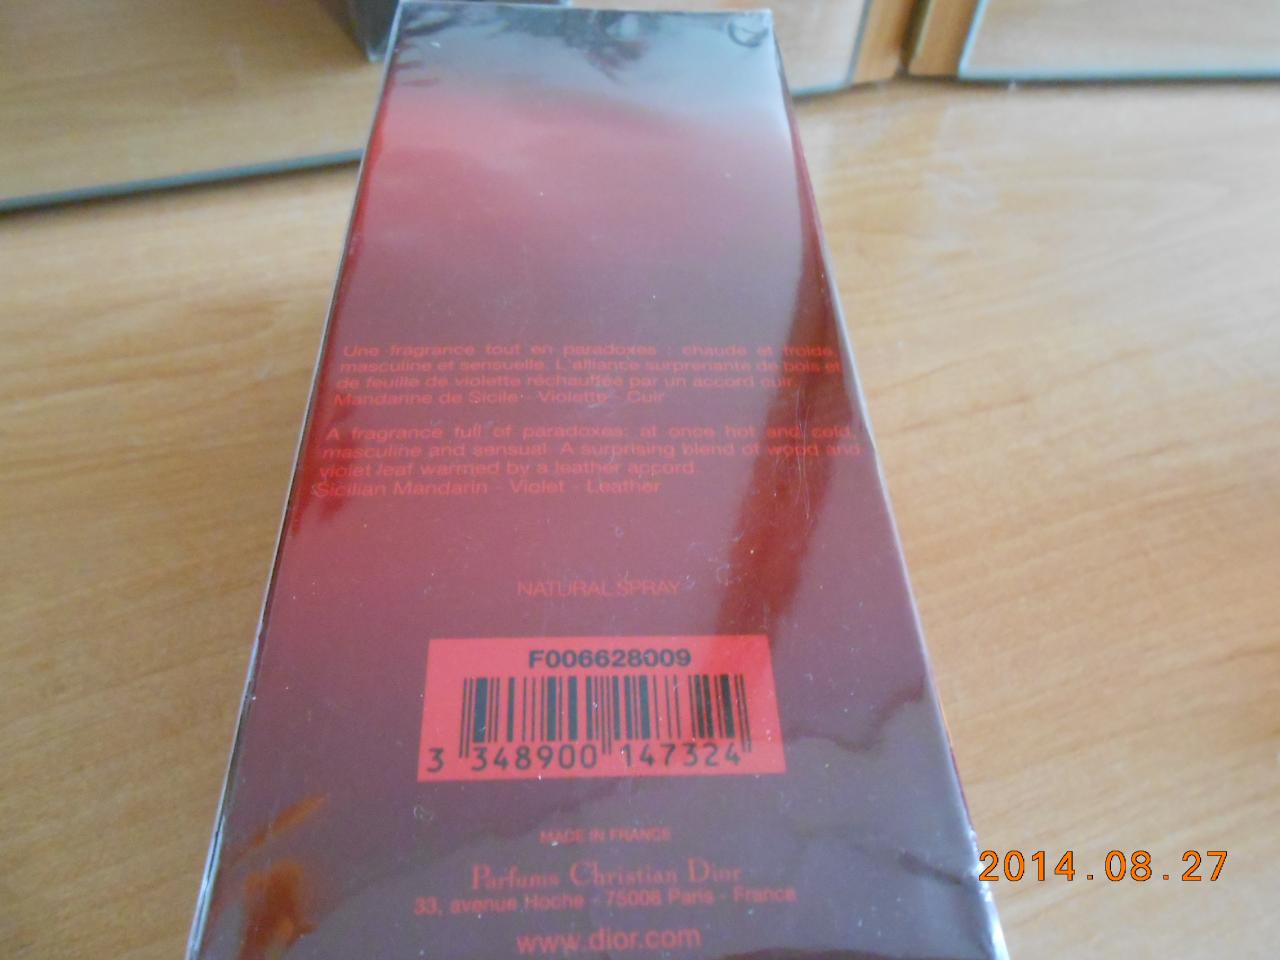 Une fragrance tout en paradoxes : chaude et froide,
masculine et sensuelle. L'alliance surprenante de bois et
de feuille de violette réchauffée par un accord cuir.
Mandarine de Sicile - Violette - Cuir
A fragrance full of paradoxes: at once hot and cold,
masculine and sensual. A surprising blend of wood and
violet leaf warmed by a leather accord.
Sicilian Mandarin - Violet - Leather
NATURAL SPRAY
F006628009
3 348900 147324
MADE IN FRANCE
Parfums Christian Dior
33, avenue Hoche - 75008 Paris - France
www.dior.com
2014.08.27